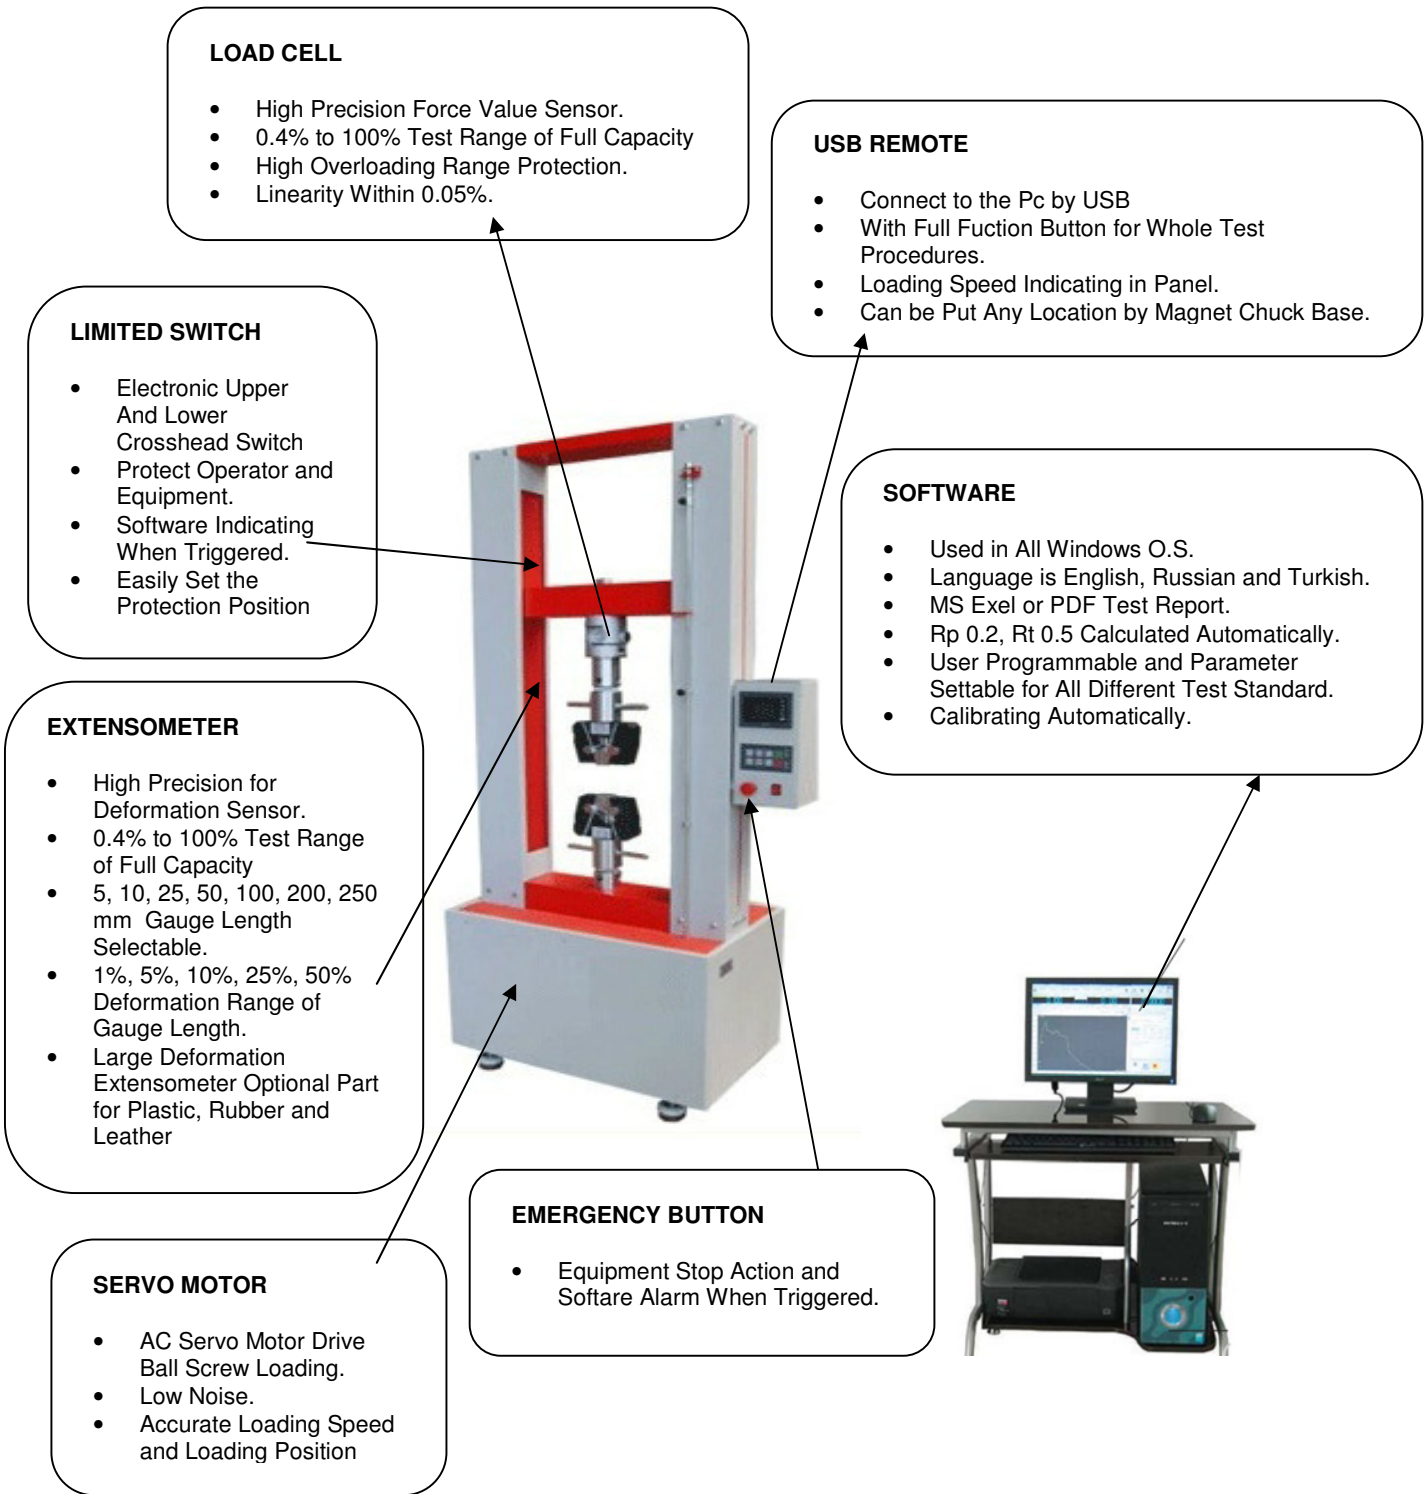 LOAD CELL
• High Precision Force Value Sensor.
• 0.4% to 100% Test Range of Full Capacity
• High Overloading Range Protection.
• Linearity Within 0.05%.
USB REMOTE
• Connect to the Pc by USB
• With Full Fuction Button for Whole Test
Procedures.
• Loading Speed Indicating in Panel.
• Can be Put Any Location by Magnet Chuck Base.
LIMITED SWITCH
• Electronic Upper
And Lower
Crosshead Switch
• Protect Operator and
Equipment.
• Software Indicating
When Triggered.
• Easily Set the
Protection Position
SOFTWARE
• Used in All Windows O.S.
• Language is English, Russian and Turkish.
• MS Exel or PDF Test Report.
• Rp 0.2, Rt 0.5 Calculated Automatically.
• User Programmable and Parameter
Settable for All Different Test Standard.
• Calibrating Automatically.
EXTENSOMETER
• High Precision for
Deformation Sensor.
• 0.4% to 100% Test Range
of Full Capacity
• 5, 10, 25, 50, 100, 200, 250
mm Gauge Length
Selectable.
• 1%, 5%, 10%, 25%, 50%
Deformation Range of
Gauge Length.
• Large Deformation
Extensometer Optional Part
for Plastic, Rubber and
Leather
EMERGENCY BUTTON
• Equipment Stop Action and
Softare Alarm When Triggered.
SERVO MOTOR
• AC Servo Motor Drive
Ball Screw Loading.
• Low Noise.
• Accurate Loading Speed
and Loading Position